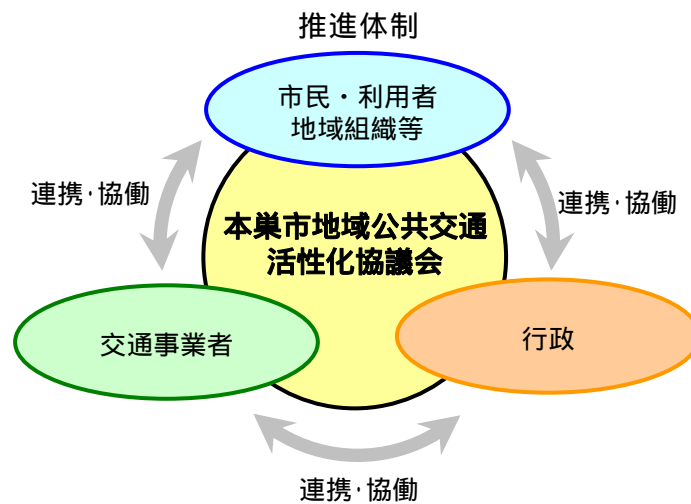 推進体制
市民・利用者
地域組織等
連携・協働
連携・協働
本巣市地域公共交通
活性化協議会
交通事業者
行政
連携・協働